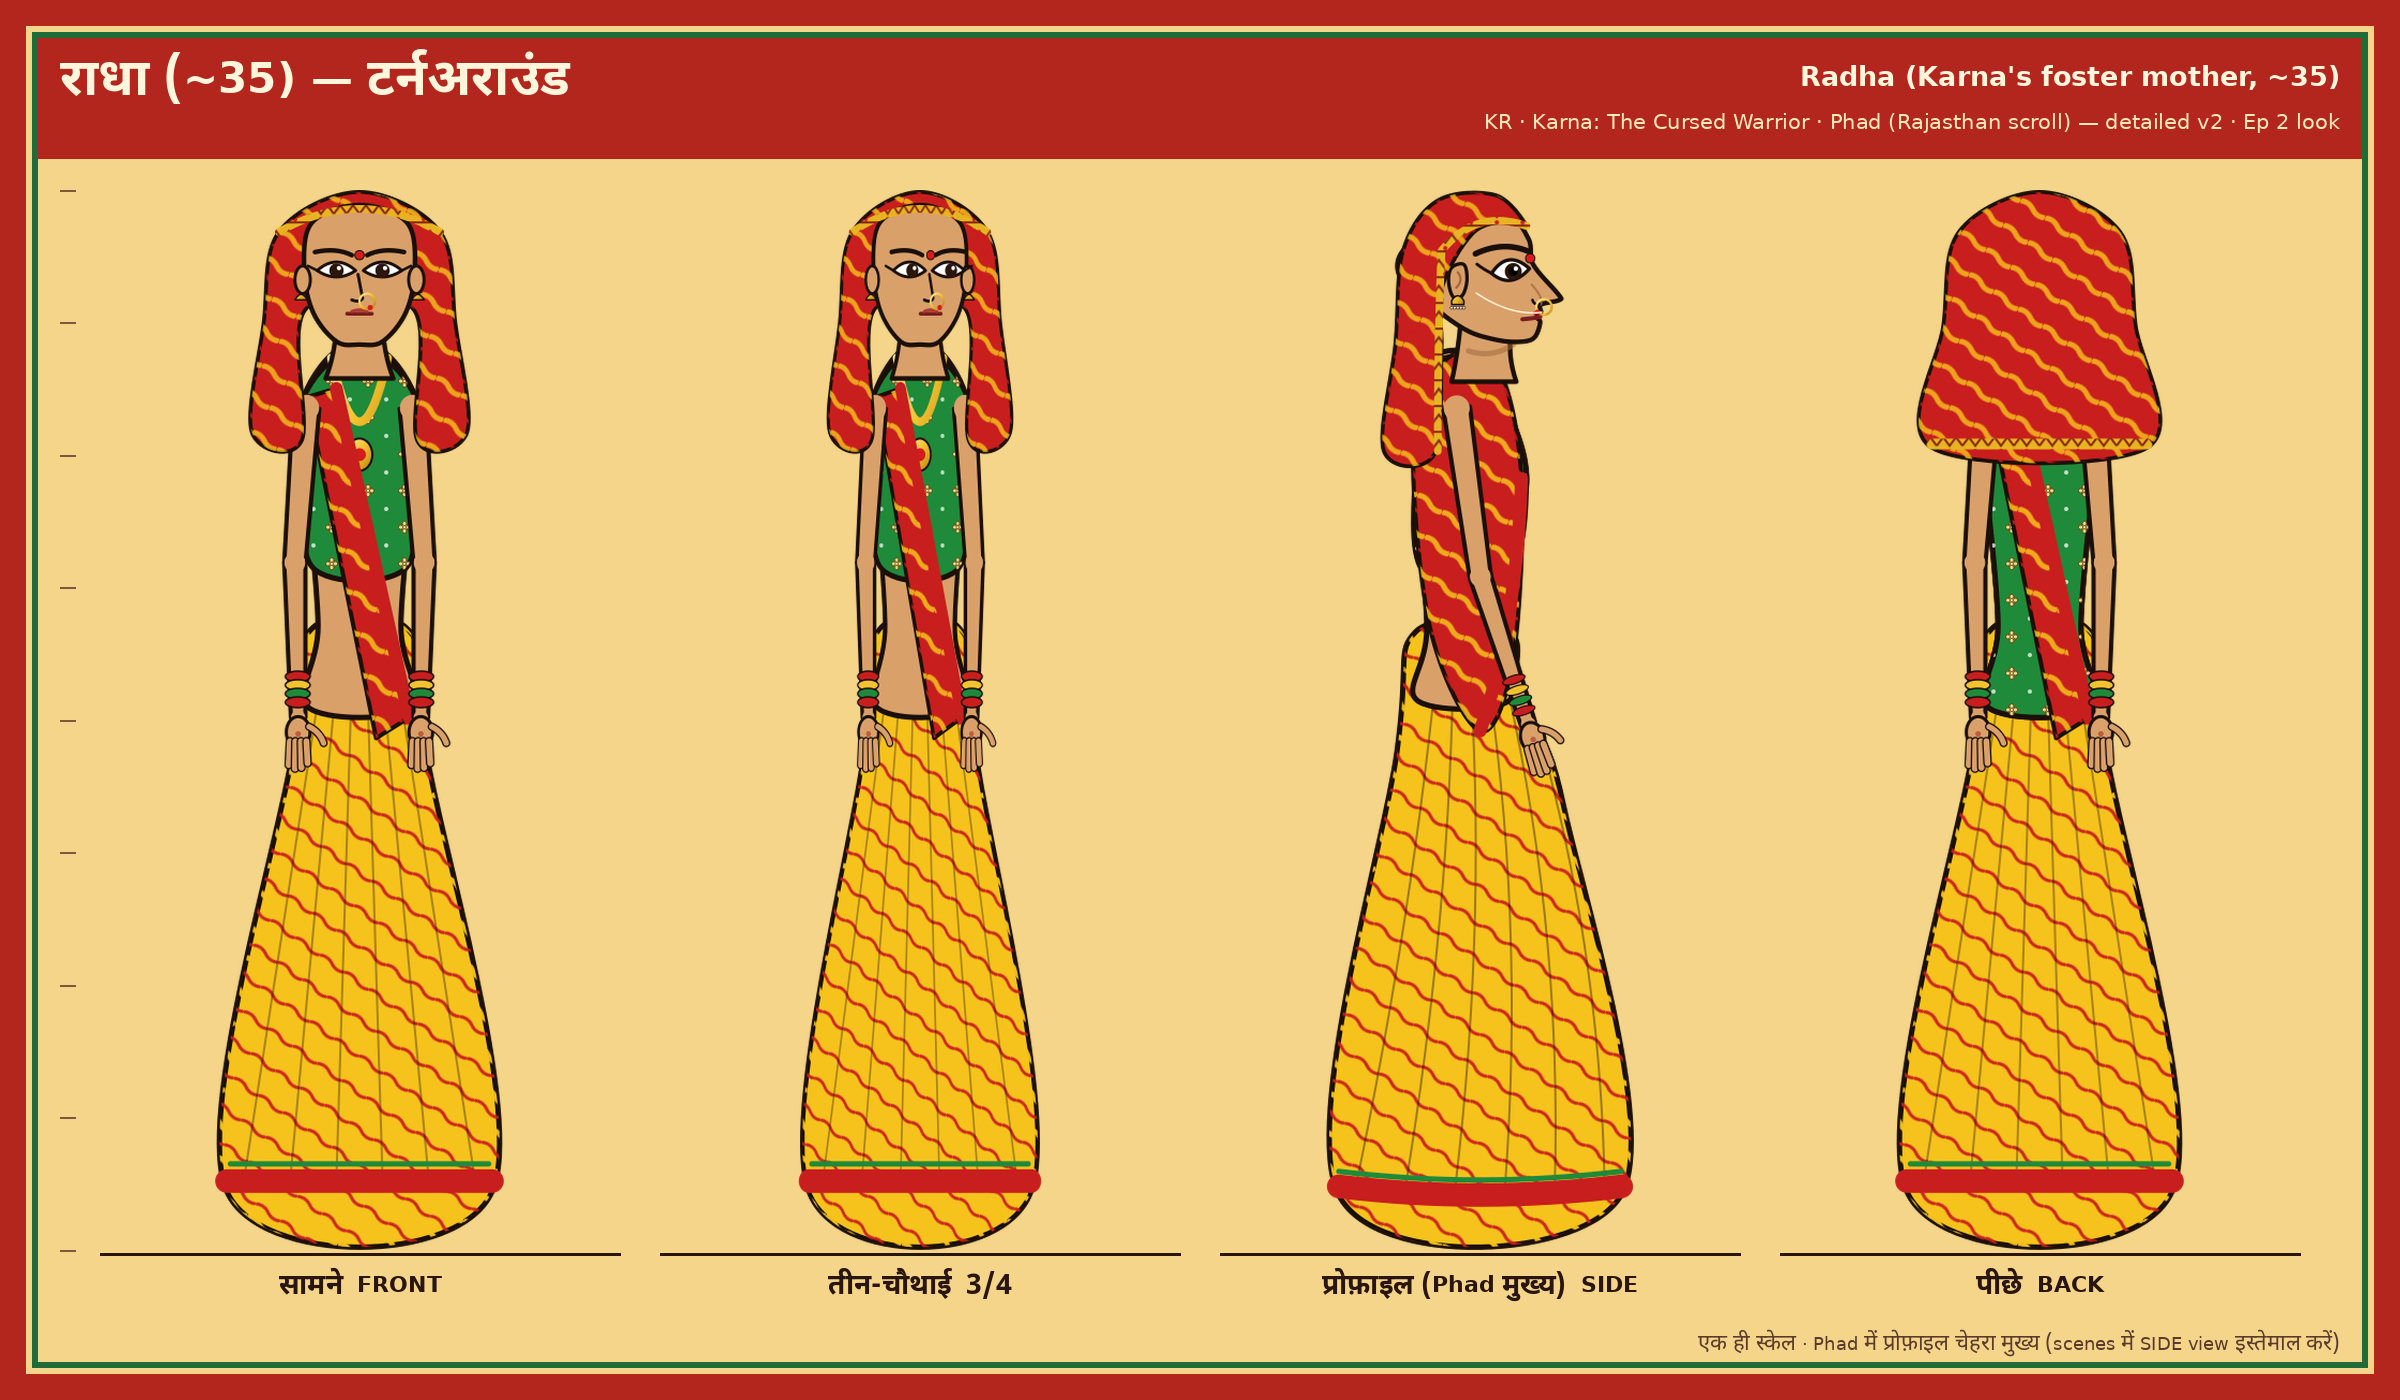 राधा (~35) — टर्नअराउंड
Radha (Karna's foster mother, ~35)
KR · Karna: The Cursed Warrior · Phad (Rajasthan scroll) — detailed v2 · Ep 2 look
सामने FRONT
तीन-चौथाई 3/4
प्रोफ़ाइल (Phad मुख्य) SIDE
पीछे BACK
एक ही स्केल · Phad में प्रोफ़ाइल चेहरा मुख्य (scenes में SIDE view इस्तेमाल करें)